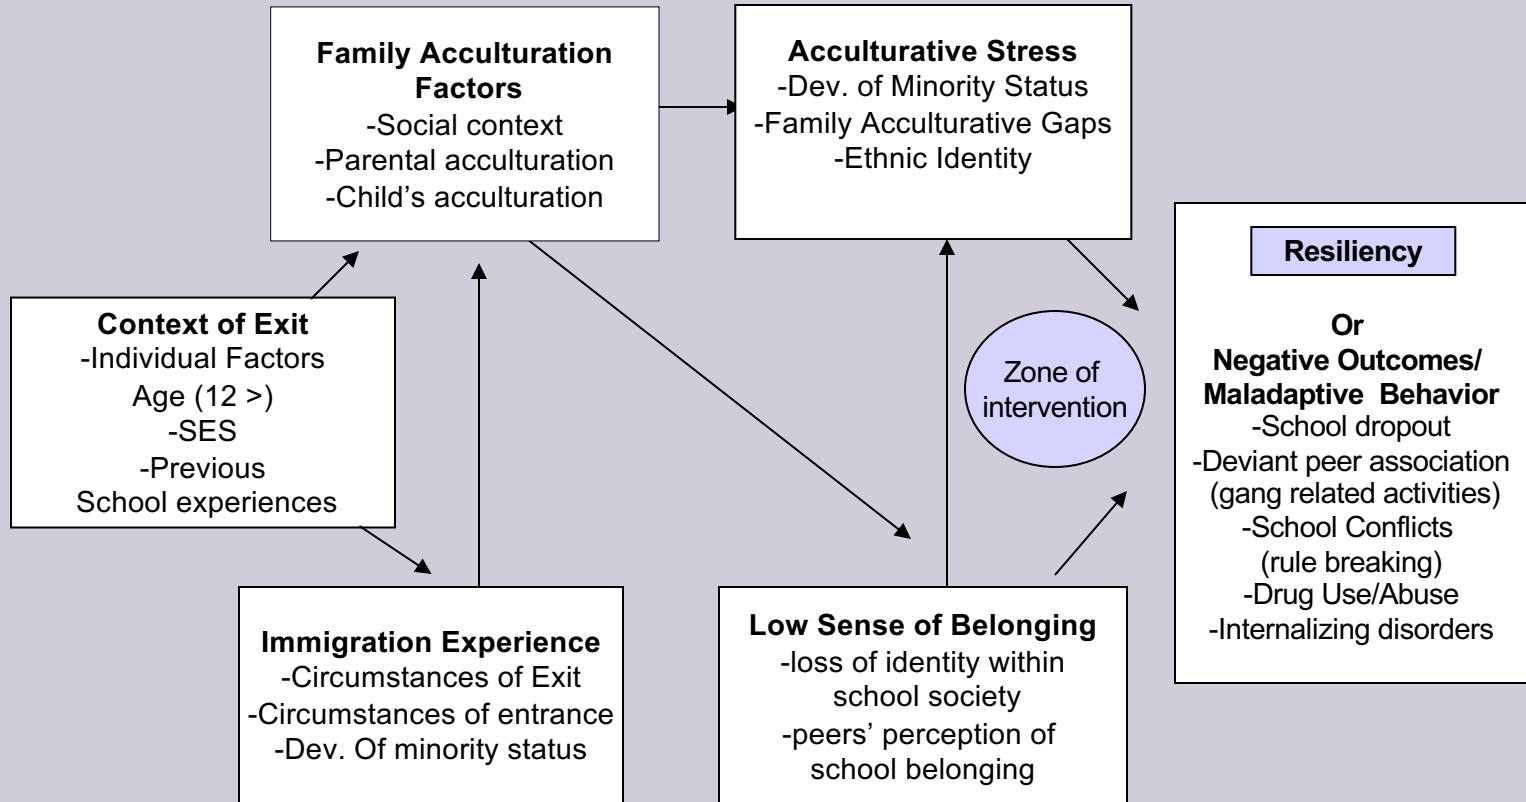 Family Acculturation
Factors
-Social context
-Parental acculturation
-Child’s acculturation
Acculturative Stress
-Dev. of Minority Status
-Family Acculturative Gaps
-Ethnic Identity
Context of Exit
-Individual Factors
Age (12 >)
-SES
-Previous
School experiences
Immigration Experience
-Circumstances of Exit
-Circumstances of entrance
-Dev. Of minority status
Low Sense of Belonging
-loss of identity within
school society
-peers’ perception of
school belonging
Zone of
intervention
Resiliency
Or
Negative Outcomes/
Maladaptive Behavior
-School dropout
-Deviant peer association
(gang related activities)
-School Conflicts
(rule breaking)
-Drug Use/Abuse
-Internalizing disorders